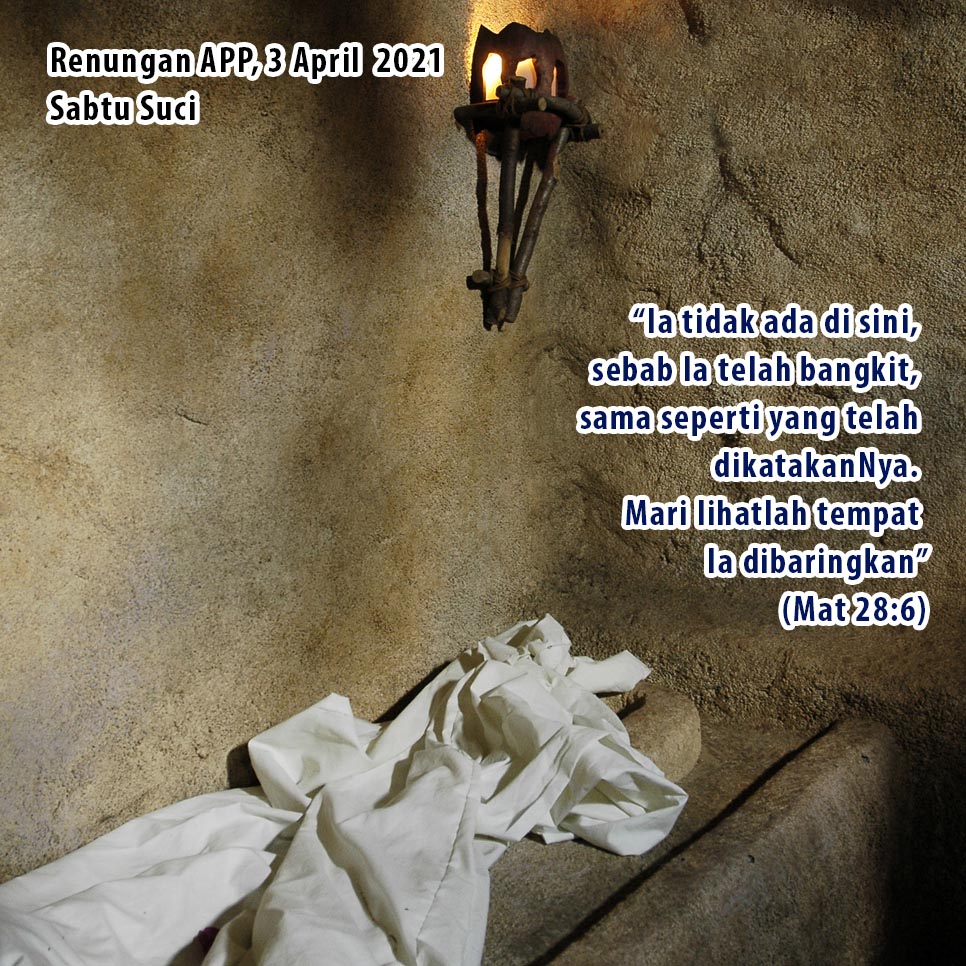 Renungan APP, 3 April 2021
Sabtu Suci
“Ia tidak ada di sini,
sebab Ia telah bangkit,
sama seperti yang telah
dikatakanNya.
Mari lihatlah tempat
Ia dibaringkan”
(Mat 28:6)